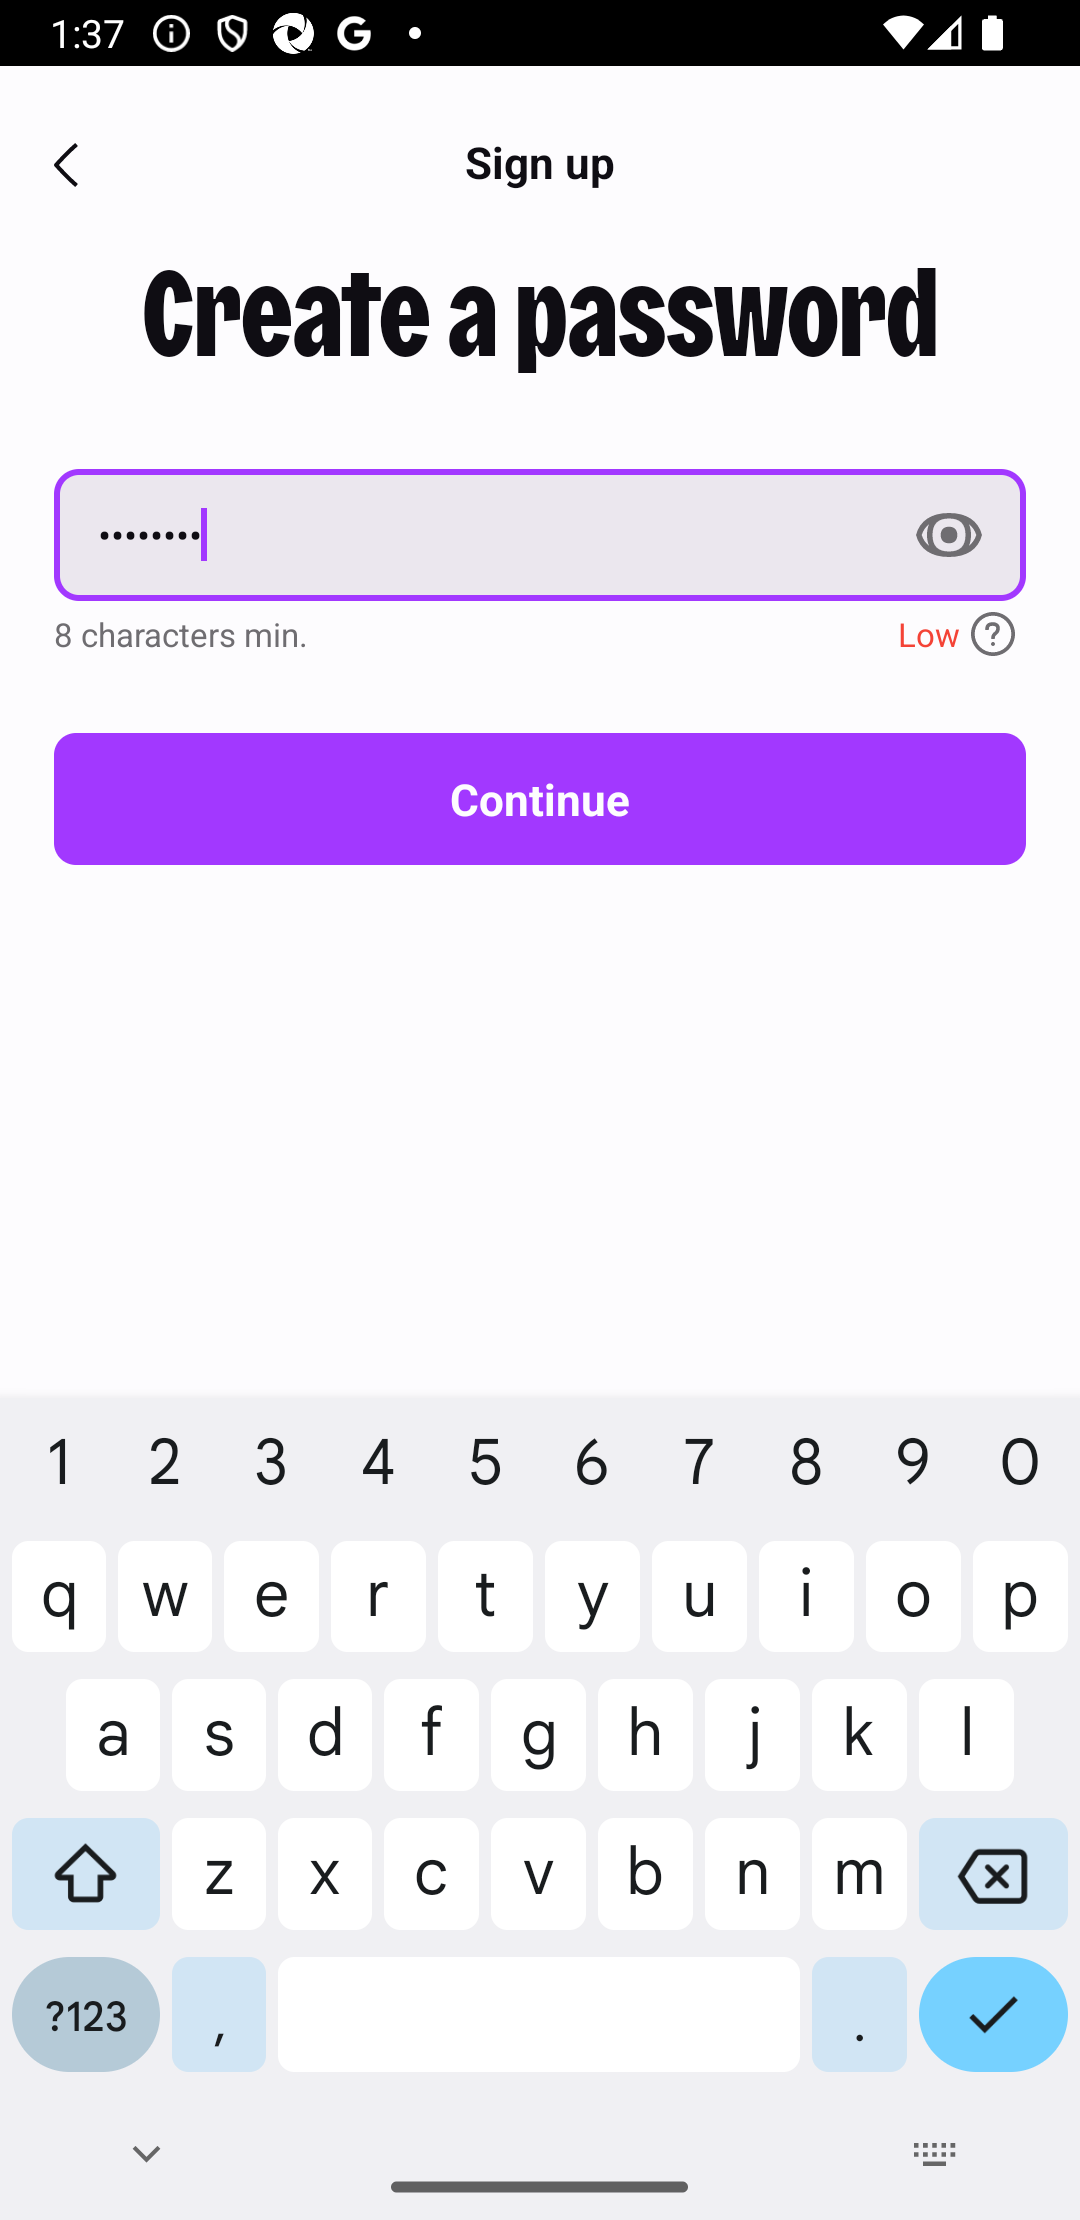 1:37
Sign up
Create a password
••••••••
8 characters min.
Low ?
Continue
1 2 3 4 5 6 7 8 9 0
q w e r t y u i o p
a s d f g h j k l
z x c v b n m
?123 , .